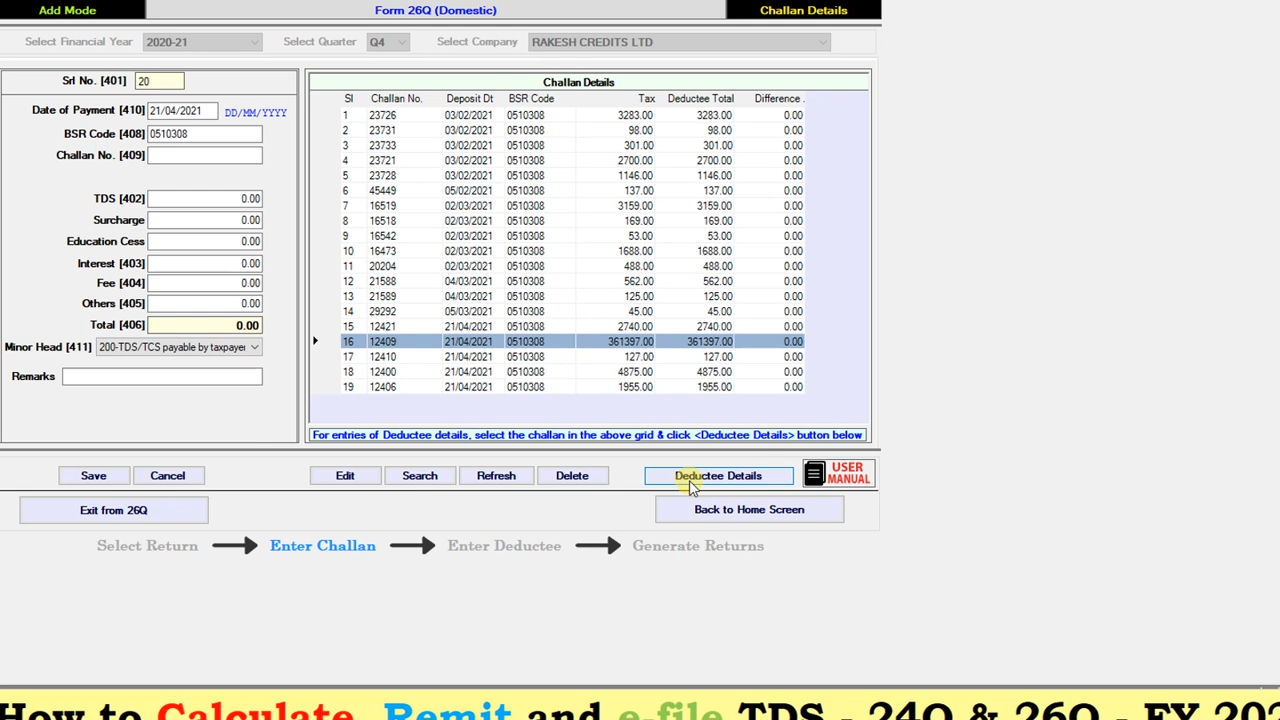 Add Mode Form 26Q (Domestic) Challan Details
Select Financial Year 2020-21 Select Quarter Q4 Select Company RAKESH CREDITS LTD
Srl No. [401] 20
Date of Payment [410] 21/04/2021 DD/MM/YYYY
BSR Code [408] 0510308
Challan No. [409]
TDS [402] 0.00
Surcharge 0.00
Education Cess 0.00
Interest [403] 0.00
Fee [404] 0.00
Others [405] 0.00
Total [406] 0.00
Minor Head [411] 200-TDS/TCS payable by taxpayer
Remarks
Challan Details
Sl Challan No. Deposit Dt BSR Code Tax Deductee Total Difference .
1 23726 03/02/2021 0510308 3283.00 3283.00 0.00
2 23731 03/02/2021 0510308 98.00 98.00 0.00
3 23733 03/02/2021 0510308 301.00 301.00 0.00
4 23721 03/02/2021 0510308 2700.00 2700.00 0.00
5 23728 03/02/2021 0510308 1146.00 1146.00 0.00
6 45449 05/02/2021 0510308 137.00 137.00 0.00
7 16519 02/03/2021 0510308 3159.00 3159.00 0.00
8 16518 02/03/2021 0510308 169.00 169.00 0.00
9 16542 02/03/2021 0510308 53.00 53.00 0.00
10 16473 02/03/2021 0510308 1688.00 1688.00 0.00
11 20204 02/03/2021 0510308 488.00 488.00 0.00
12 21588 04/03/2021 0510308 562.00 562.00 0.00
13 21589 04/03/2021 0510308 125.00 125.00 0.00
14 29292 05/03/2021 0510308 45.00 45.00 0.00
15 12421 21/04/2021 0510308 2740.00 2740.00 0.00
16 12409 21/04/2021 0510308 361397.00 361397.00 0.00
17 12410 21/04/2021 0510308 127.00 127.00 0.00
18 12400 21/04/2021 0510308 4875.00 4875.00 0.00
19 12406 21/04/2021 0510308 1955.00 1955.00 0.00
For entries of Deductee details, select the challan in the above grid & click <Deductee Details> button below
Save Cancel Edit Search Refresh Delete Deductee Details USER MANUAL
Exit from 26Q Back to Home Screen
Select Return Enter Challan Enter Deductee Generate Returns
How to Calculate, Remit and e-file TDS - 24Q & 26Q - FY 202